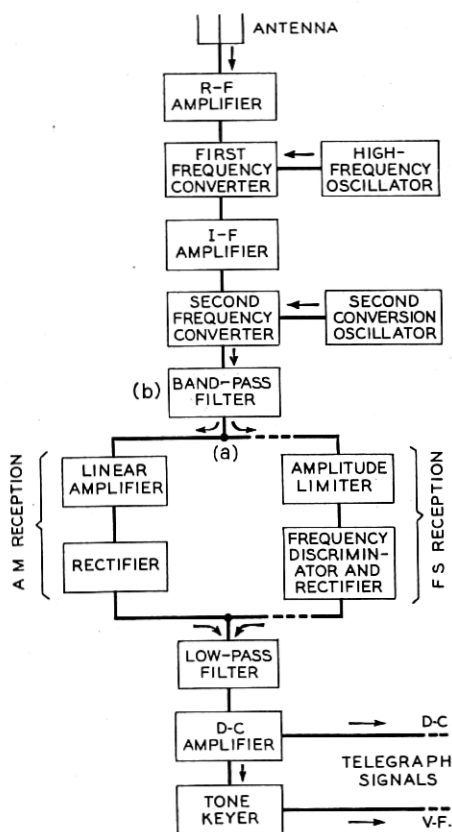 ANTENNA
R-F
AMPLIFIER
FIRST
FREQUENCY
CONVERTER
HIGH-
FREQUENCY
OSCILLATOR
I-F
AMPLIFIER
SECOND
FREQUENCY
CONVERTER
SECOND
CONVERSION
OSCILLATOR
(b)
BAND-PASS
FILTER
(a)
AM RECEPTION
LINEAR
AMPLIFIER
RECTIFIER
AMPLITUDE
LIMITER
FREQUENCY
DISCRIMIN-
ATOR AND
RECTIFIER
FS RECEPTION
LOW-PASS
FILTER
D-C
AMPLIFIER
D-C
TELEGRAPH
SIGNALS
TONE
KEYER
V-F.